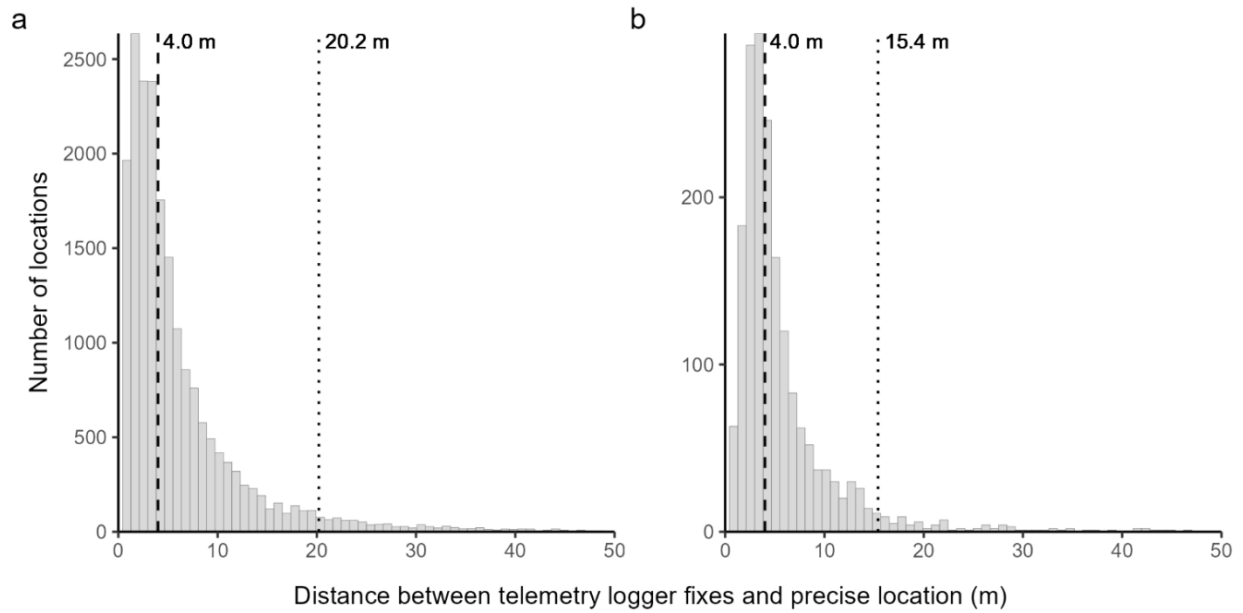 a
4.0 m
20.2 m
2500
2000
1500
1000
500
0
0 10 20 30 40 50
Number of locations
b
4.0 m
15.4 m
200
100
0
0 10 20 30 40 50
Distance between telemetry logger fixes and precise location (m)